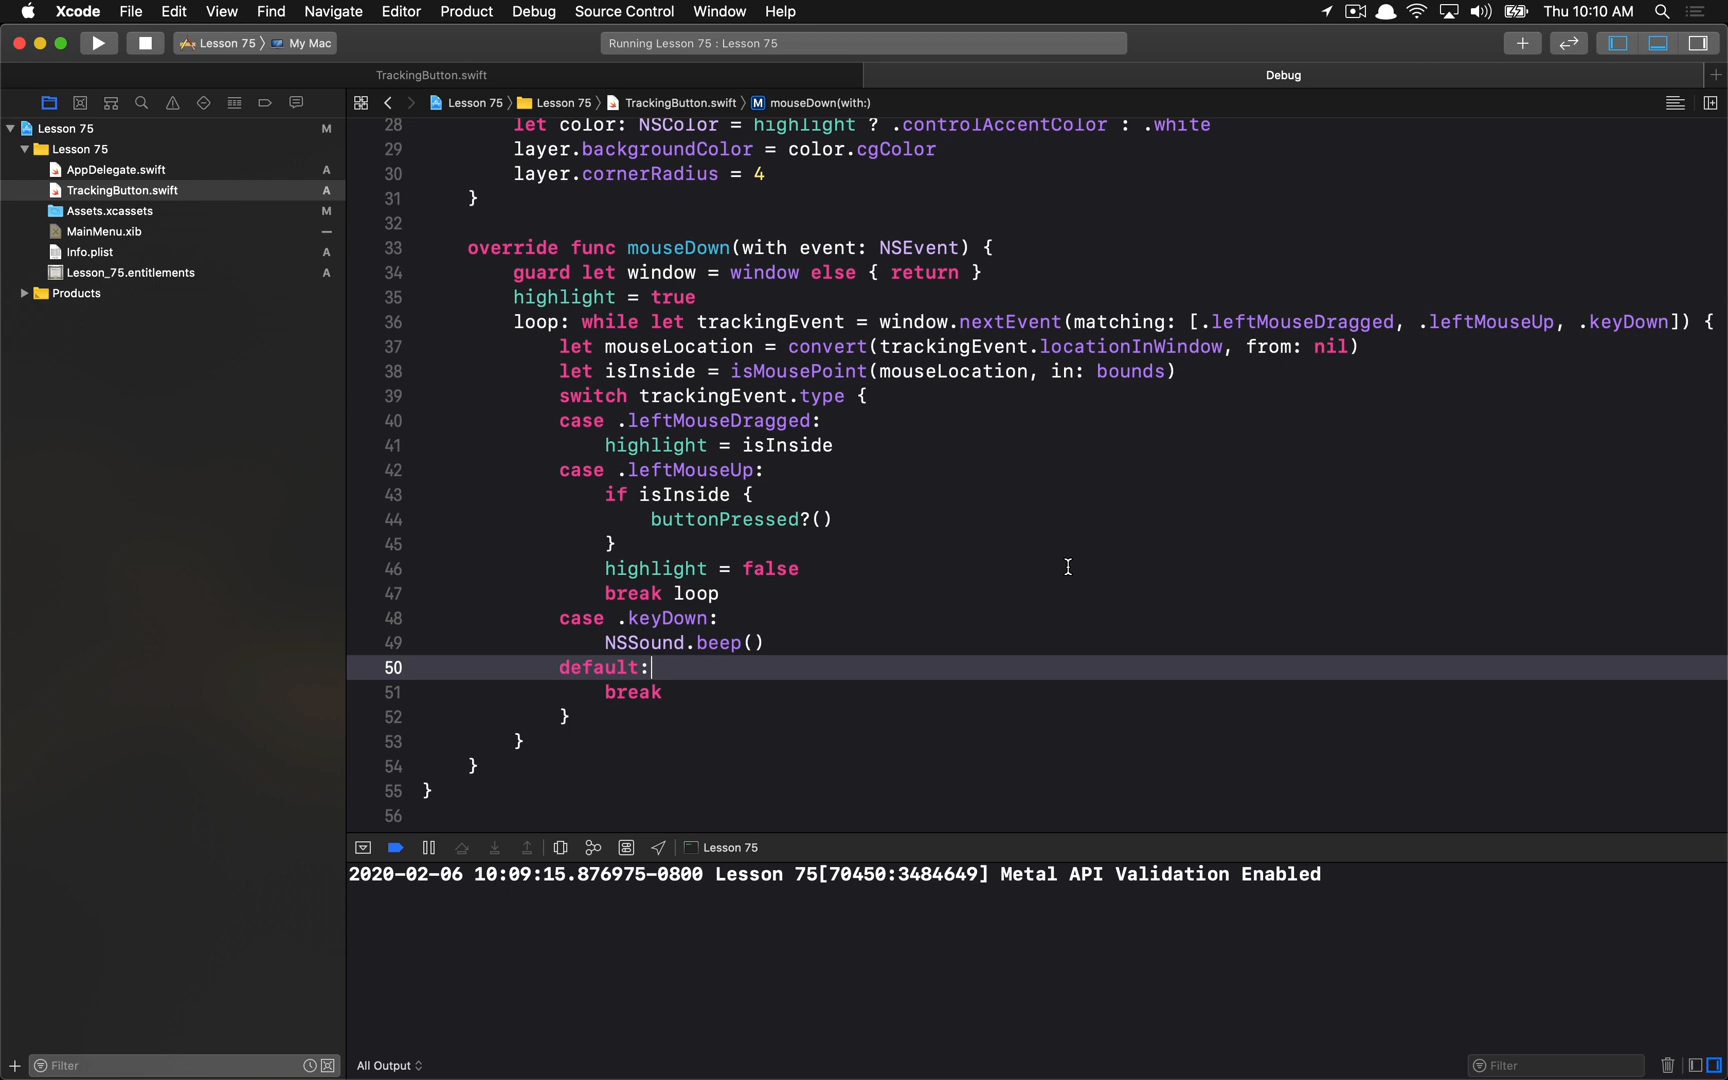 Xcode File Edit View Find Navigate Editor Product Debug Source Control Window Help Thu 10:10 AM
Lesson 75 My Mac Running Lesson 75 : Lesson 75
TrackingButton.swift Debug
Lesson 75 Lesson 75 TrackingButton.swift M mouseDown(with:)
Lesson 75 M
Lesson 75
AppDelegate.swift A
TrackingButton.swift A
Assets.xcassets M
MainMenu.xib
Info.plist A
Lesson_75.entitlements A
Products
28 let color: NSColor = highlight ? .controlAccentColor : .white
29 layer.backgroundColor = color.cgColor
30 layer.cornerRadius = 4
31 }
32
33 override func mouseDown(with event: NSEvent) {
34 guard let window = window else { return }
35 highlight = true
36 loop: while let trackingEvent = window.nextEvent(matching: [.leftMouseDragged, .leftMouseUp, .keyDown]) {
37 let mouseLocation = convert(trackingEvent.locationInWindow, from: nil)
38 let isInside = isMousePoint(mouseLocation, in: bounds)
39 switch trackingEvent.type {
40 case .leftMouseDragged:
41 highlight = isInside
42 case .leftMouseUp:
43 if isInside {
44 buttonPressed?()
45 }
46 highlight = false
47 break loop
48 case .keyDown:
49 NSSound.beep()
50 default:
51 break
52 }
53 }
54 }
55 }
56
Lesson 75
2020-02-06 10:09:15.876975-0800 Lesson 75[70450:3484649] Metal API Validation Enabled
Filter All Output Filter